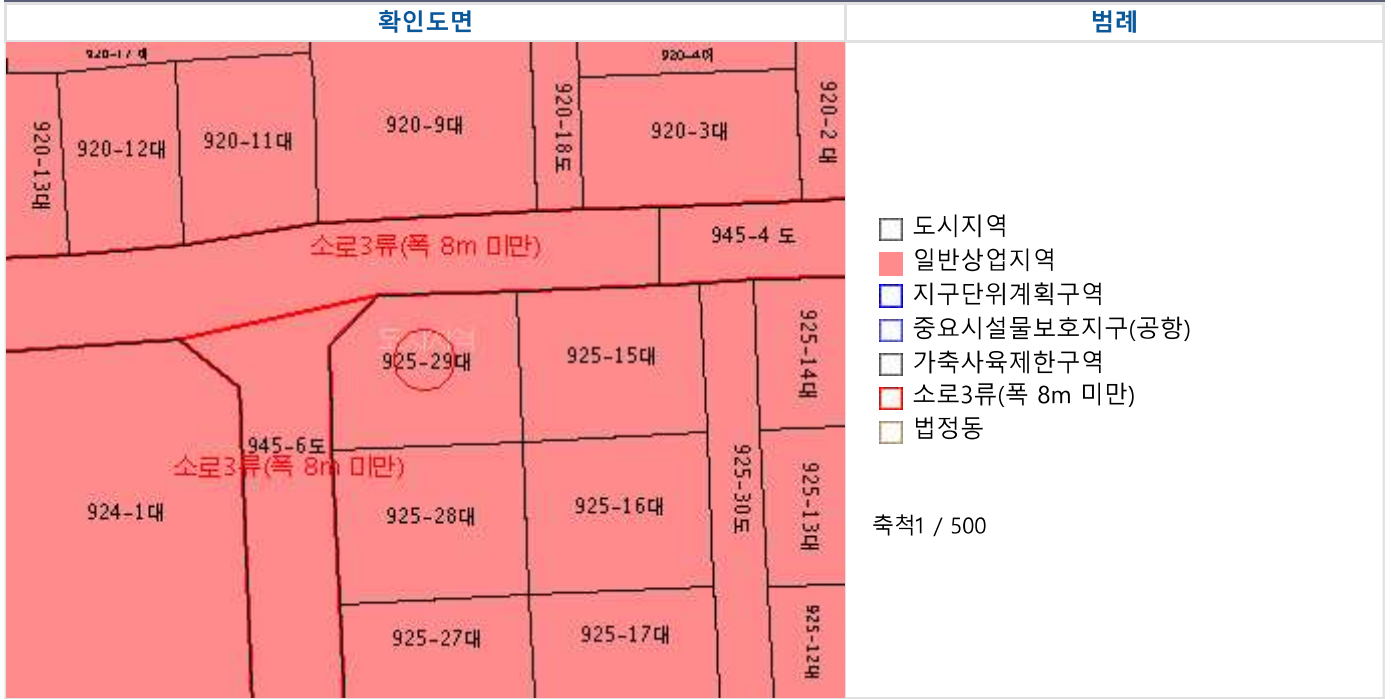 확인도면
범례
920-17 대
920-4대
920-13대
920-12대
920-11대
920-9대
920-18도
920-3대
920-2 대
소로3류(폭 8m 미만)
945-4 도
도시지역
925-29대
925-15대
925-14대
945-6도
소로3류(폭 8m 미만)
924-1대
925-28대
925-16대
925-30도
925-13대
925-27대
925-17대
925-12대
도시지역
일반상업지역
지구단위계획구역
중요시설물보호지구(공항)
가축사육제한구역
소로3류(폭 8m 미만)
법정동
축척1 / 500